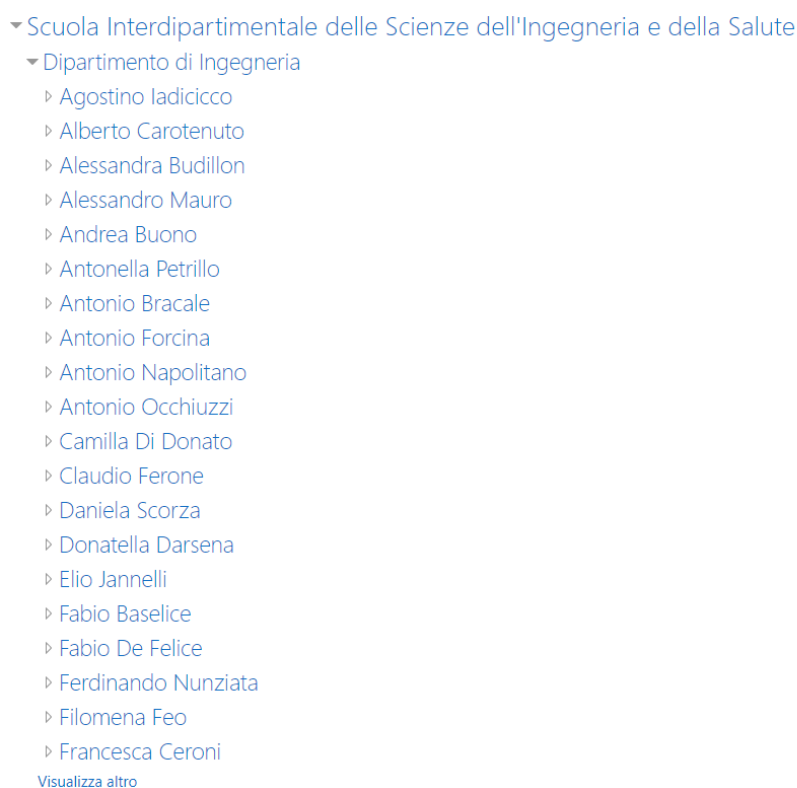 Scuola Interdipartimentale delle Scienze dell'Ingegneria e della Salute
Dipartimento di Ingegneria
Agostino Iadicicco
Alberto Carotenuto
Alessandra Budillon
Alessandro Mauro
Andrea Buono
Antonella Petrillo
Antonio Bracale
Antonio Forcina
Antonio Napolitano
Antonio Occhiuzzi
Camilla Di Donato
Claudio Ferone
Daniela Scorza
Donatella Darsena
Elio Jannelli
Fabio Baselice
Fabio De Felice
Ferdinando Nunziata
Filomena Feo
Francesca Ceroni
Visualizza altro